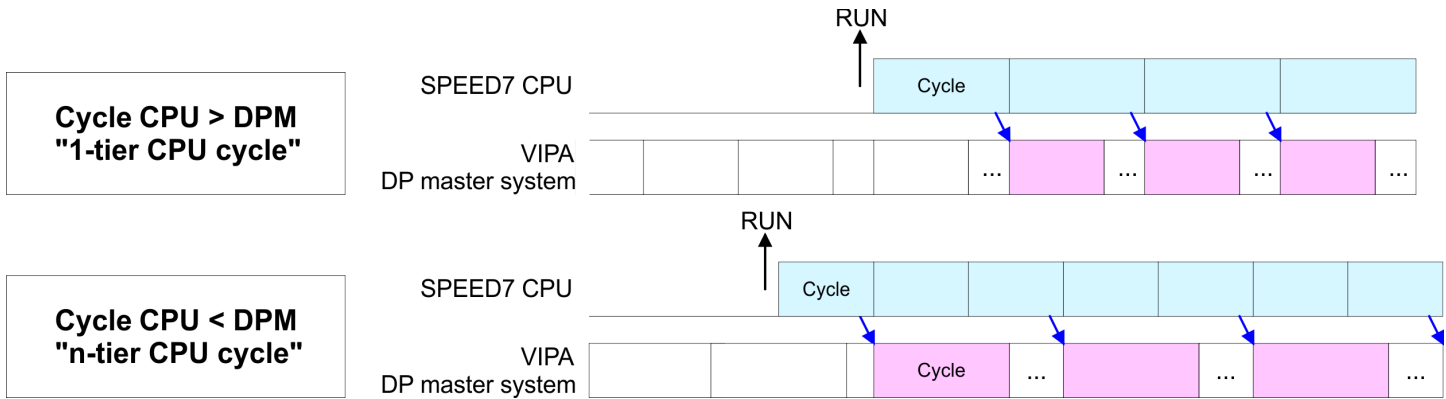 RUN
Cycle CPU > DPM
"1-tier CPU cycle"
SPEED7 CPU
Cycle
VIPA
DP master system
... ... ... ...
RUN
Cycle CPU < DPM
"n-tier CPU cycle"
SPEED7 CPU
Cycle
VIPA
DP master system
Cycle ... ... ...